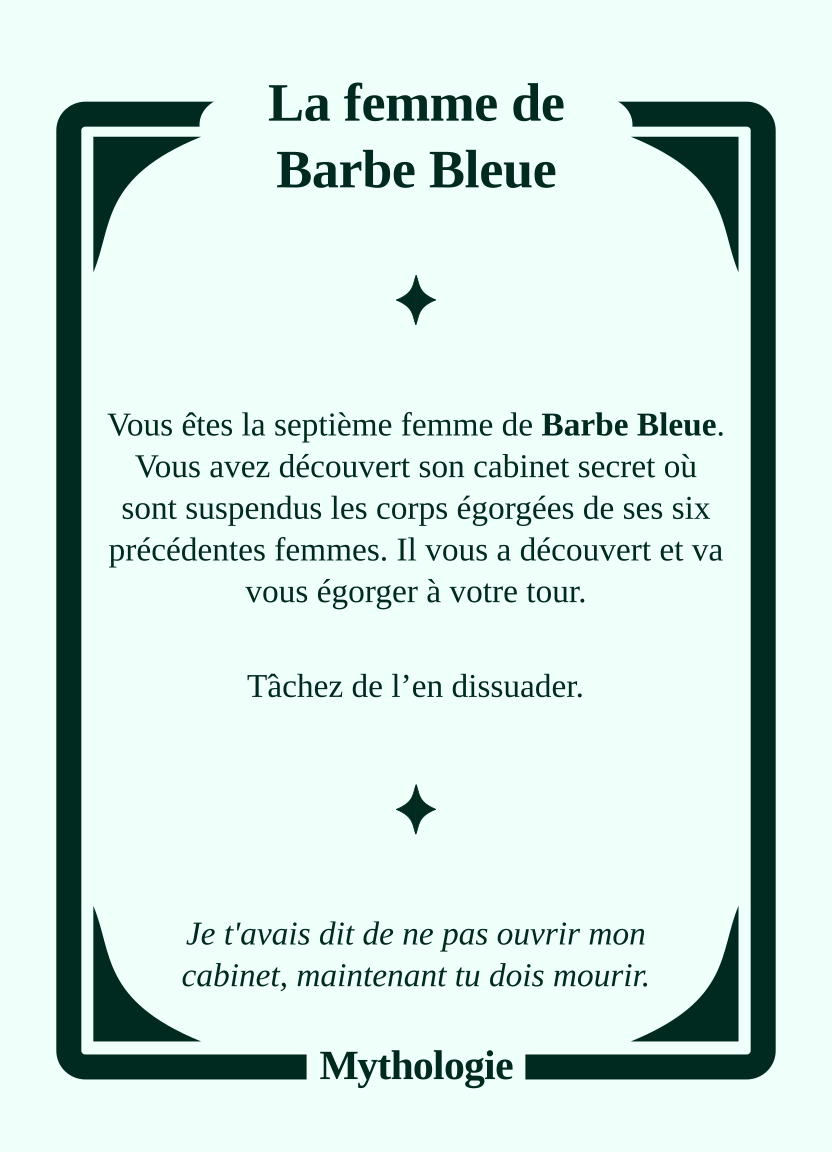 La femme de
Barbe Bleue
Vous êtes la septième femme de Barbe Bleue.
Vous avez découvert son cabinet secret où
sont suspendus les corps égorgées de ses six
précédentes femmes. Il vous a découvert et va
vous égorger à votre tour.
Tâchez de l’en dissuader.
Je t'avais dit de ne pas ouvrir mon
cabinet, maintenant tu dois mourir.
Mythologie